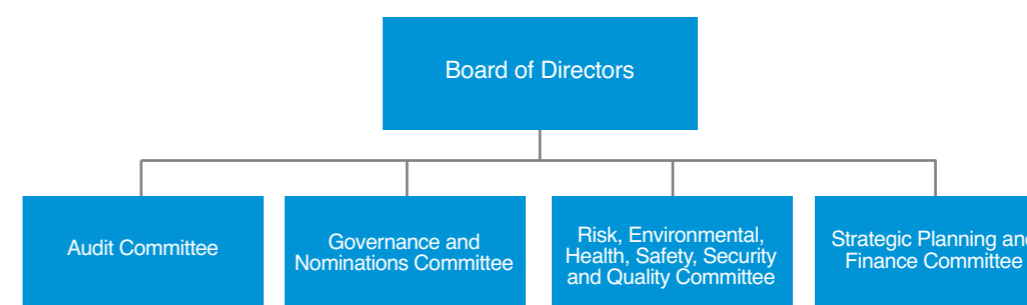 Board of Directors
Audit Committee
Governance and
Nominations Committee
Risk, Environmental,
Health, Safety, Security
and Quality Committee
Strategic Planning and
Finance Committee